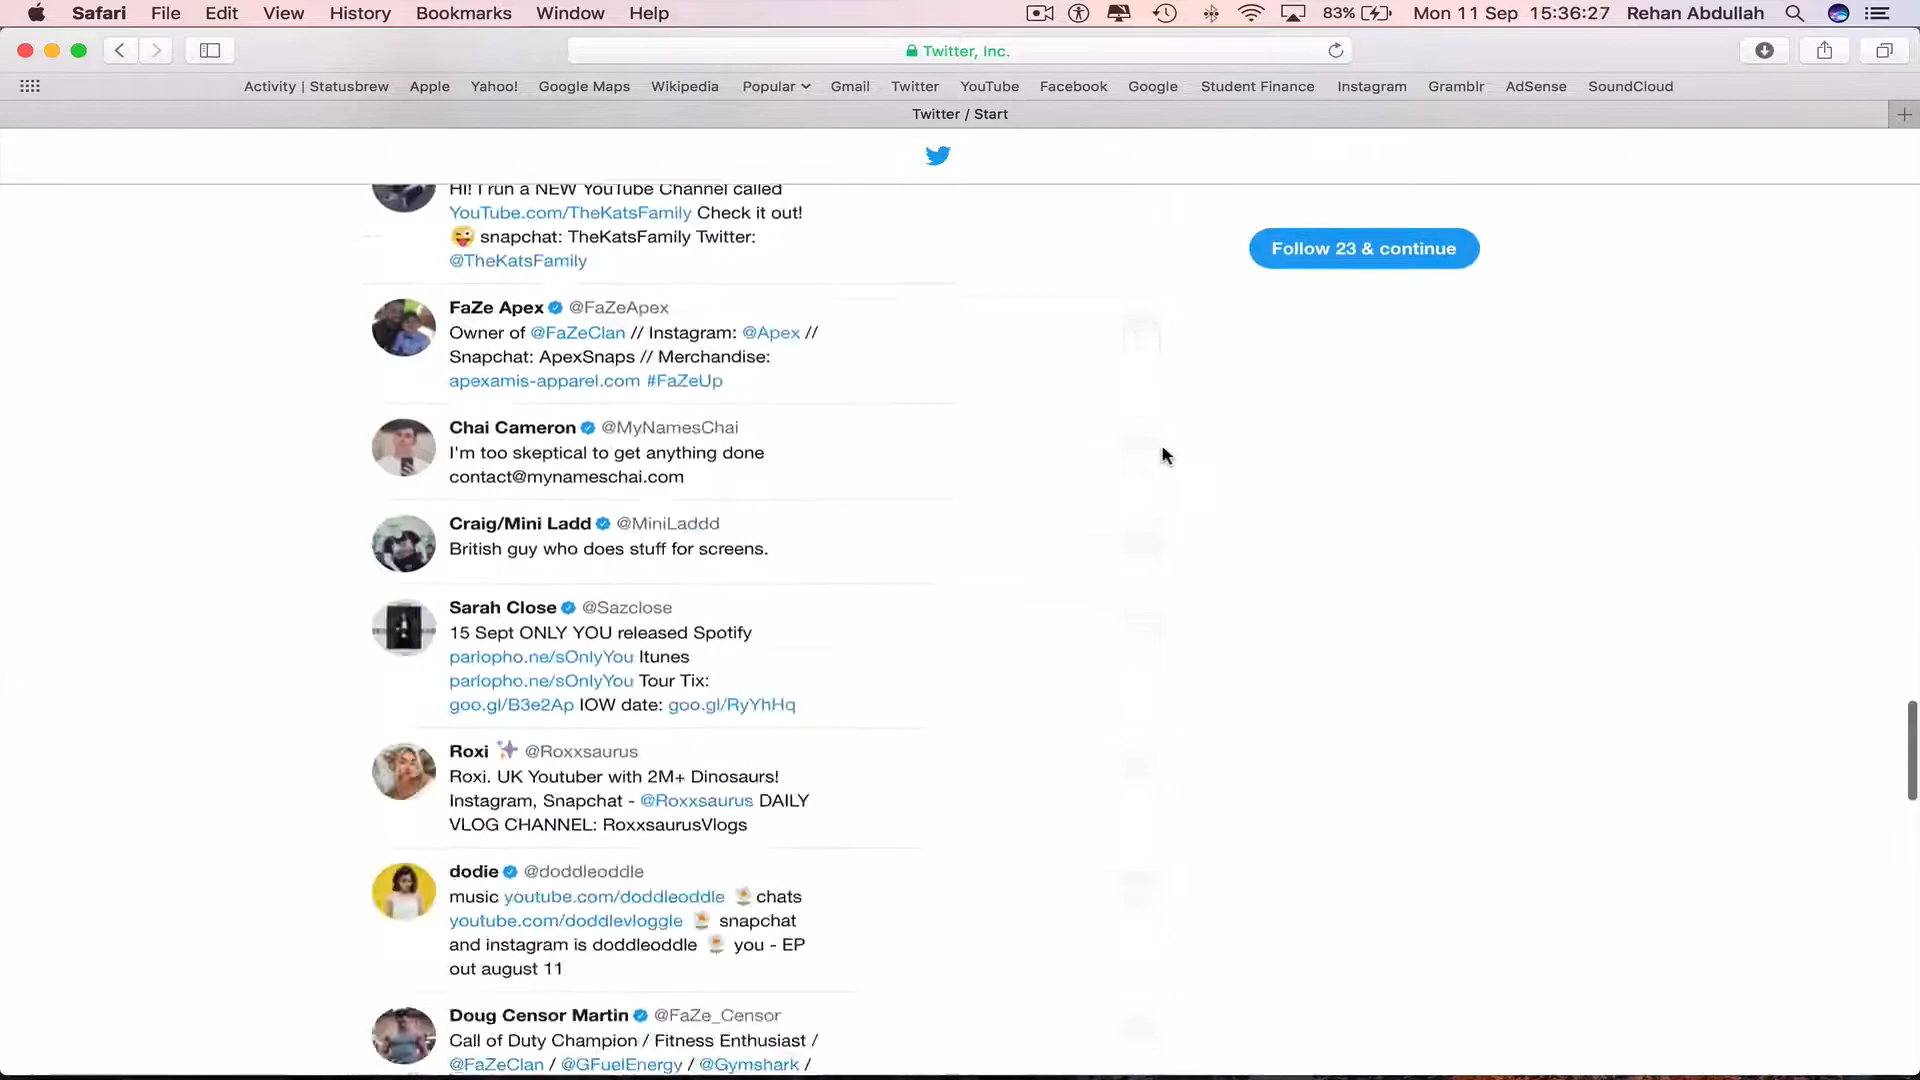 Safari File Edit View History Bookmarks Window Help 83% Mon 11 Sep 15:36:27 Rehan Abdullah
Twitter, Inc.
Activity | Statusbrew Apple Yahoo! Google Maps Wikipedia Popular Gmail Twitter YouTube Facebook Google Student Finance Instagram Gramblr AdSense SoundCloud
Twitter / Start
Hi! I run a NEW YouTube Channel called
YouTube.com/TheKatsFamily Check it out!
😜 snapchat: TheKatsFamily Twitter:
@TheKatsFamily
Follow 23 & continue
FaZe Apex @FaZeApex
Owner of @FaZeClan // Instagram: @Apex //
Snapchat: ApexSnaps // Merchandise:
apexamis-apparel.com #FaZeUp
Chai Cameron @MyNamesChai
I'm too skeptical to get anything done
contact@mynameschai.com
Craig/Mini Ladd @MiniLaddd
British guy who does stuff for screens.
Sarah Close @Sazclose
15 Sept ONLY YOU released Spotify
parlopho.ne/sOnlyYou Itunes
parlopho.ne/sOnlyYou Tour Tix:
goo.gl/B3e2Ap IOW date: goo.gl/RyYhHq
Roxi ✨ @Roxxsaurus
Roxi. UK Youtuber with 2M+ Dinosaurs!
Instagram, Snapchat - @Roxxsaurus DAILY
VLOG CHANNEL: RoxxsaurusVlogs
dodie @doddleoddle
music youtube.com/doddleoddle chats
youtube.com/doddlevloggle snapchat
and instagram is doddleoddle you - EP
out august 11
Doug Censor Martin @FaZe_Censor
Call of Duty Champion / Fitness Enthusiast /
@FaZeClan / @GFuelEnergy / @Gymshark /